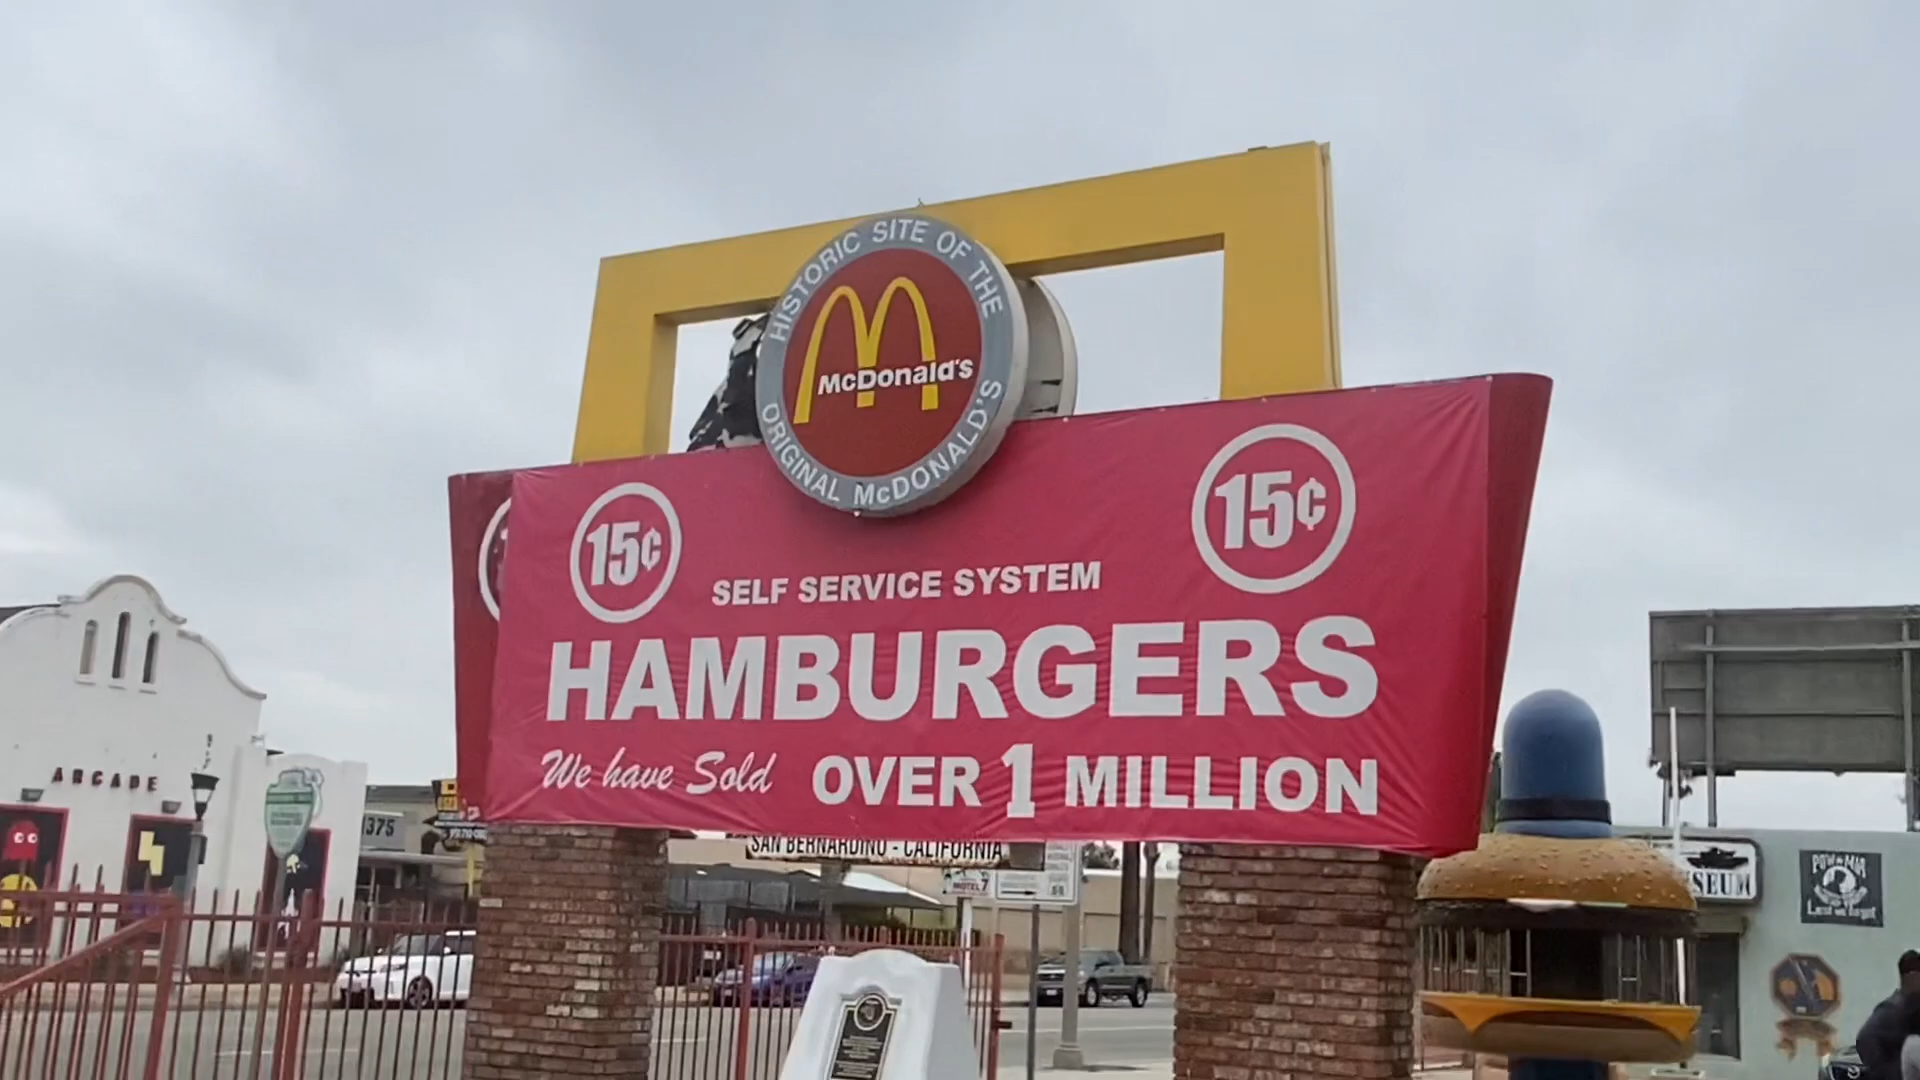 HISTORIC SITE OF THE
McDonald's
ORIGINAL McDONALD'S
15¢
15¢
SELF SERVICE SYSTEM
HAMBURGERS
We have Sold OVER 1 MILLION
SAN BERNARDINO - CALIFORNIA
ARCADE
1375
MOTEL 7
POW MIA